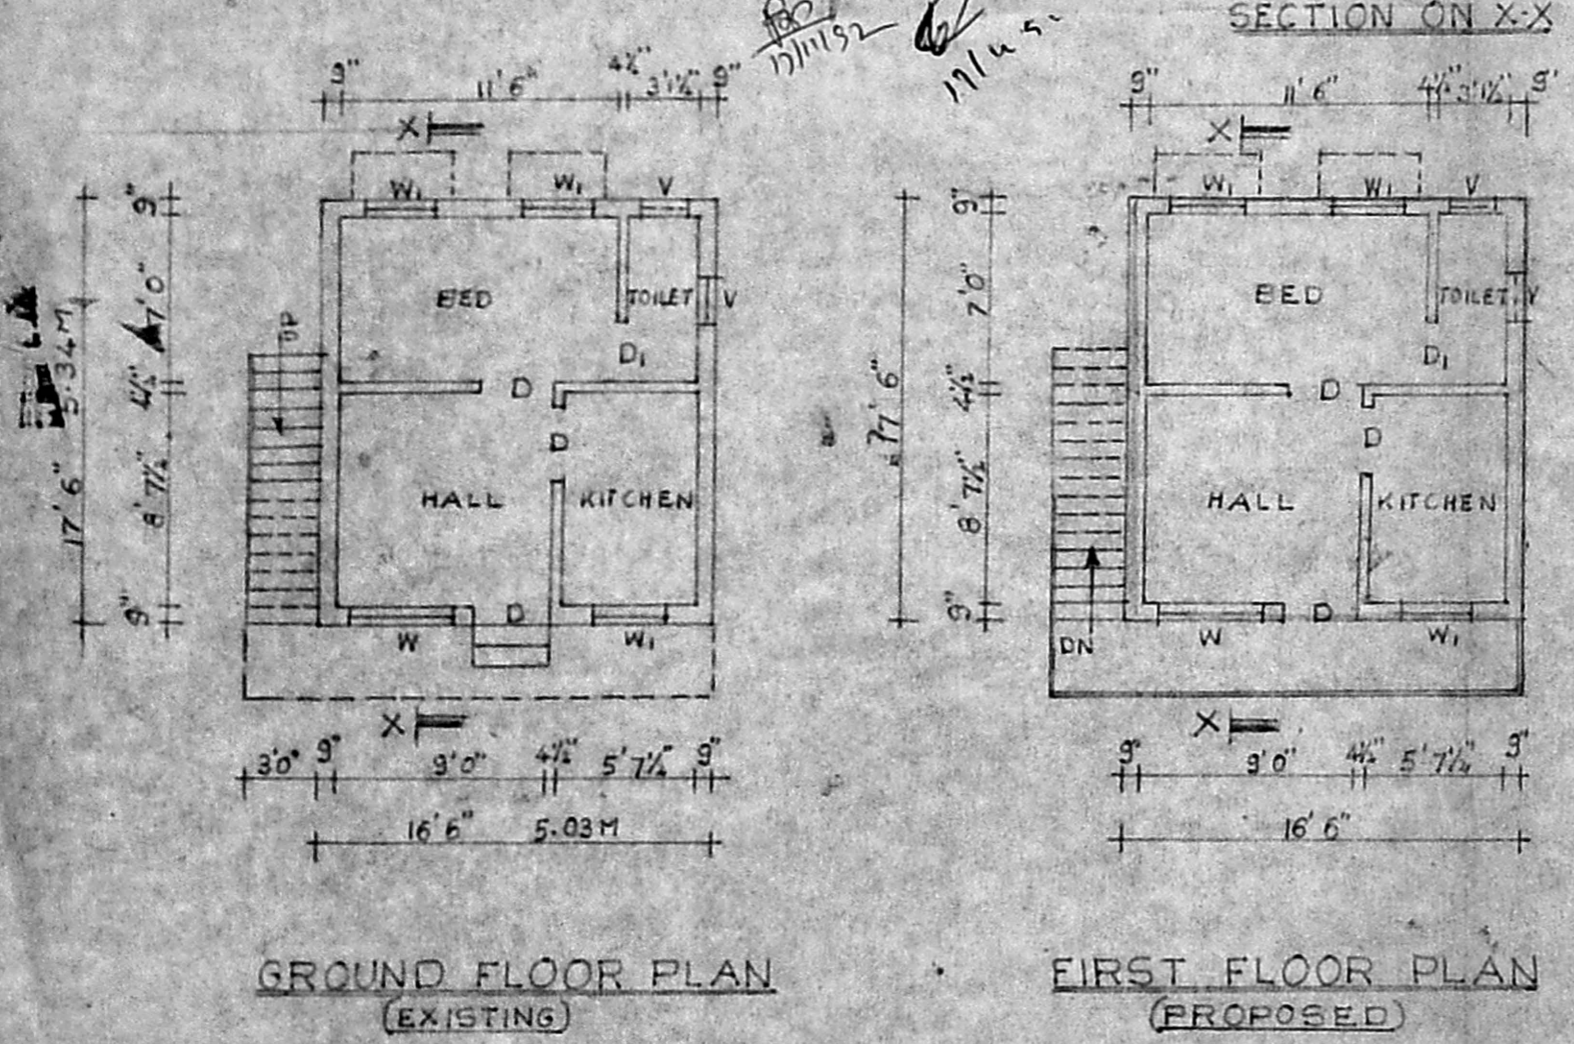 SECTION ON X-X
17/11/92
9" 11'6" 4½" 3'1½" 9"
9" 11'6" 4½" 3'1½" 9"
X
X
W1 W1 V
W1 W1 V
9"
9"
BED TOILET V
BED TOILET V
7'0"
7'0"
UP
5.34M
17'6"
D1
D1
4½"
4½"
D
D
D
D
8'7½"
8'7½"
HALL KITCHEN
HALL KITCHEN
9"
9"
D
D
W W1
W W1
DN
X
X
3'0" 9" 9'0" 4½" 5'7½" 9"
9" 9'0" 4½" 5'7¼" 9"
16'6" 5.03M
16'6"
GROUND FLOOR PLAN
(EXISTING)
FIRST FLOOR PLAN
(PROPOSED)